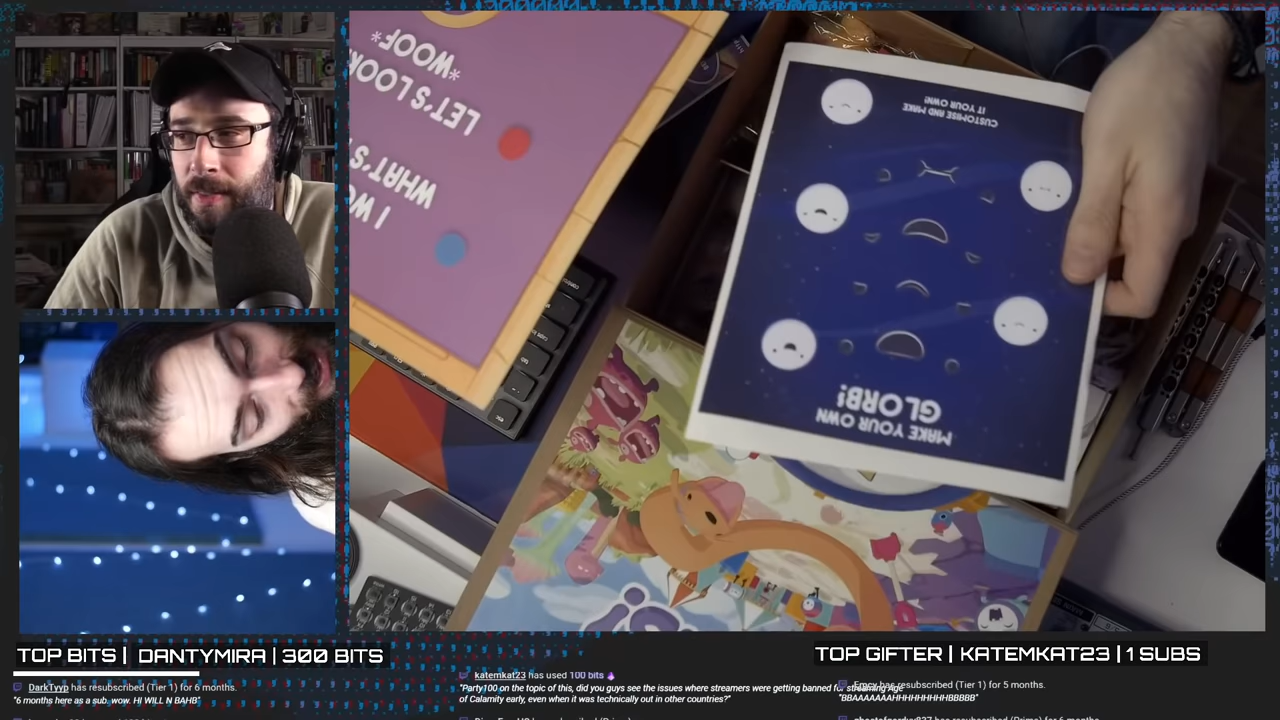 *WOOF*
LET'S LOOK
WHAT'S
I WO
CUSTOMISE AND MAKE
IT YOUR OWN!
MAKE YOUR OWN
GLORB!
TOP BITS | DANTYMIRA | 300 BITS
TOP GIFTER | KATEMKAT23 | 1 SUBS
DarkTyyp has resubscribed (Tier 1) for 6 months.
"6 months here as a sub. wow. HI WILL N BAHB"
katemkat23 has used 100 bits
"Party100 on the topic of this, did you guys see the issues where streamers were getting banned for streaming Age
of Calamity early, even when it was technically out in other countries?"
has resubscribed (Tier 1) for 5 months.